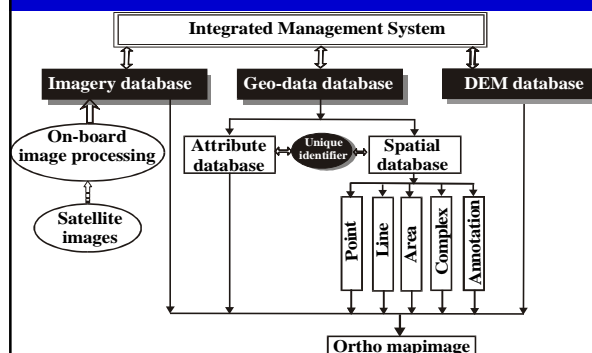 Integrated Management System
Imagery database
Geo-data database
DEM database
On-board
image processing
Attribute
database
Unique
identifier
Spatial
database
Satellite
images
Point
Line
Area
Complex
Annotation
Ortho mapimage